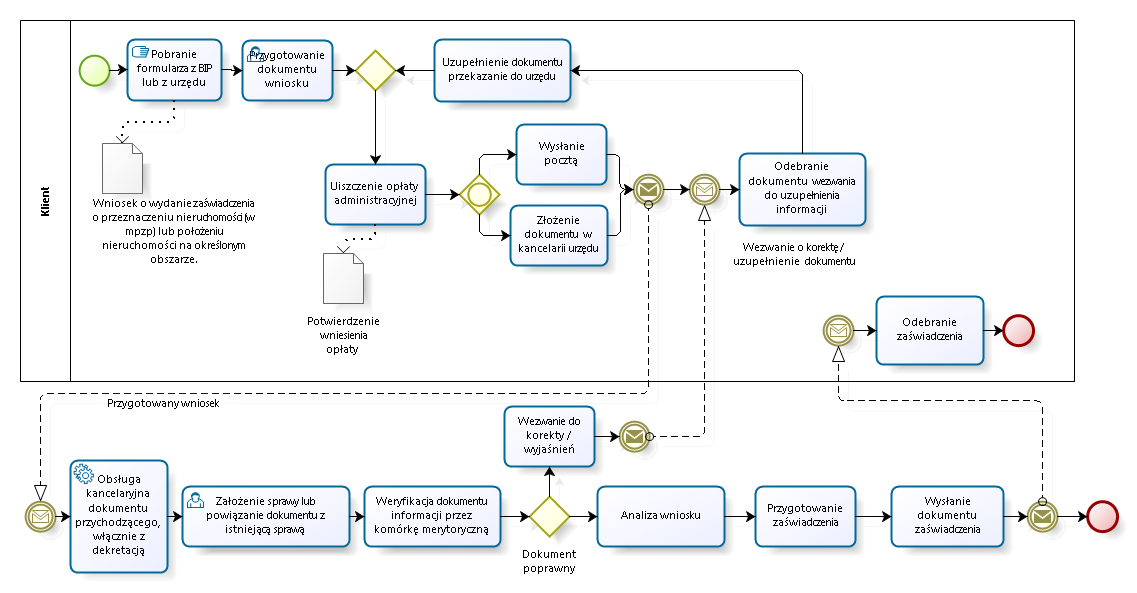 Klient
Pobranie
formularza z BIP
lub z urzędu
Przygotowanie
dokumentu
wniosku
Uzupełnienie dokumentu
przekazanie do urzędu
Wniosek o wydanie zaświadczenia
o przeznaczeniu nieruchomości (w
mpzp) lub położeniu
nieruchomości na określonym
obszarze.
Uiszczenie opłaty
administracyjnej
Potwierdzenie
wniesienia
opłaty
Wysłanie
pocztą
Złożenie
dokumentu w
kancelarii urzędu
Odebranie
dokumentu wezwania
do uzupełnienia
informacji
Wezwanie o korektę/
uzupełnienie dokumentu
Odebranie
zaświadczenia
Przygotowany wniosek
Wezwanie do
korekty /
wyjaśnień
Obsługa
kancelaryjna
dokumentu
przychodzącego,
włącznie z
dekretacją
Założenie sprawy lub
powiązanie dokumentu z
istniejącą sprawą
Weryfikacja dokumentu
informacji przez
komórkę merytoryczną
Dokument
poprawny
Analiza wniosku
Przygotowanie
zaświadczenia
Wysłanie
dokumentu
zaświadczenia